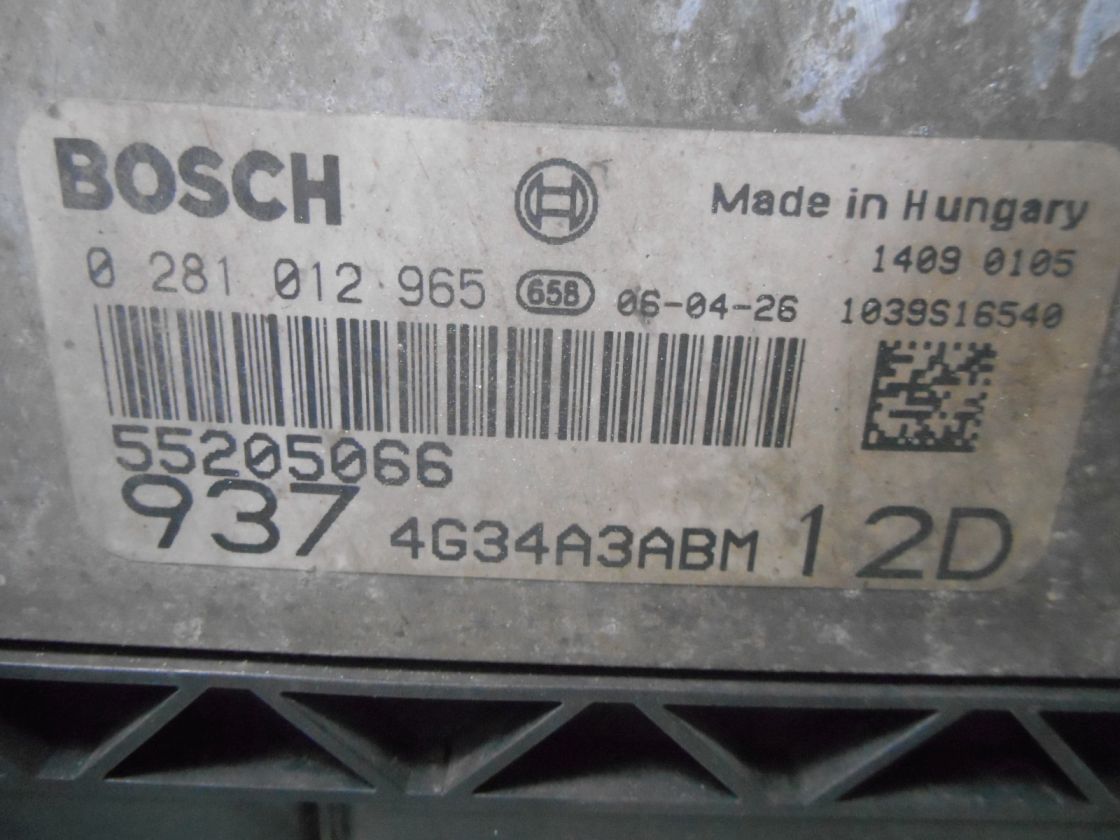 BOSCH
Made in Hungary
1409 0105
0 281 012 965 658 06-04-26 1039S16540
55205066
937 4G34A3ABM 12D